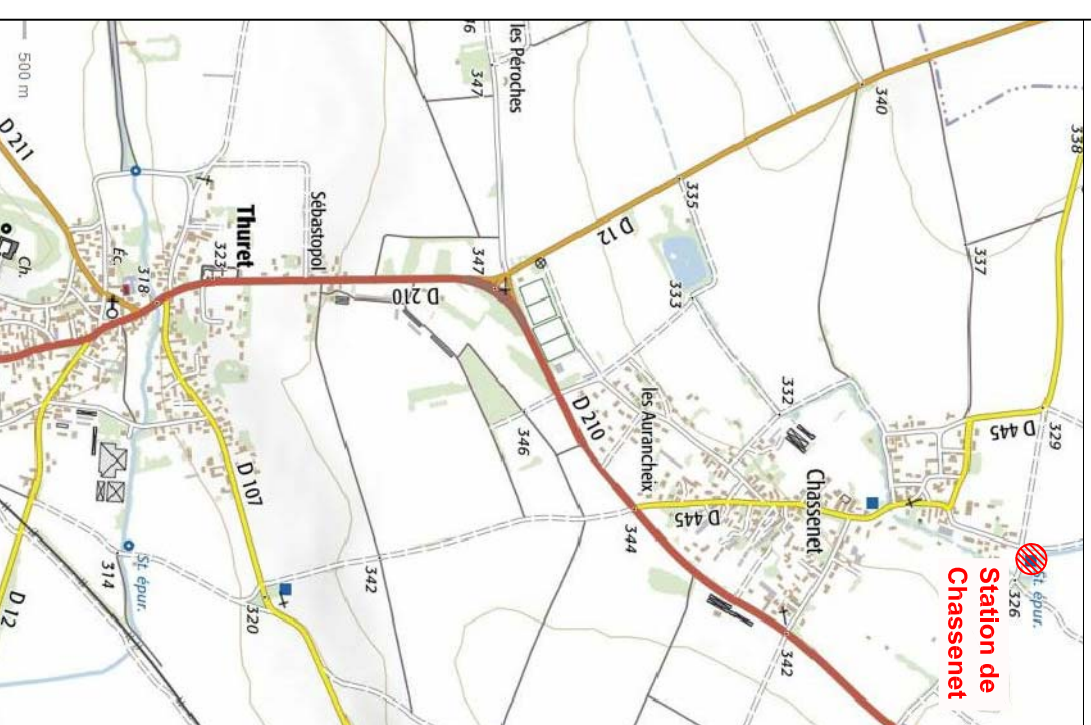 les Péroches
347
340
338
500 m
D 211
335
D 12
337
Sébastopol
Thuret
323
Éc.
318
Ch.
347
D 210
333
332
les Aurancheix
D 210
346
D 445
329
Chassenet
D 445
344
D 107
St. épur.
314
342
320
D 12
342
St. épur.
326
Station de
Chassenet